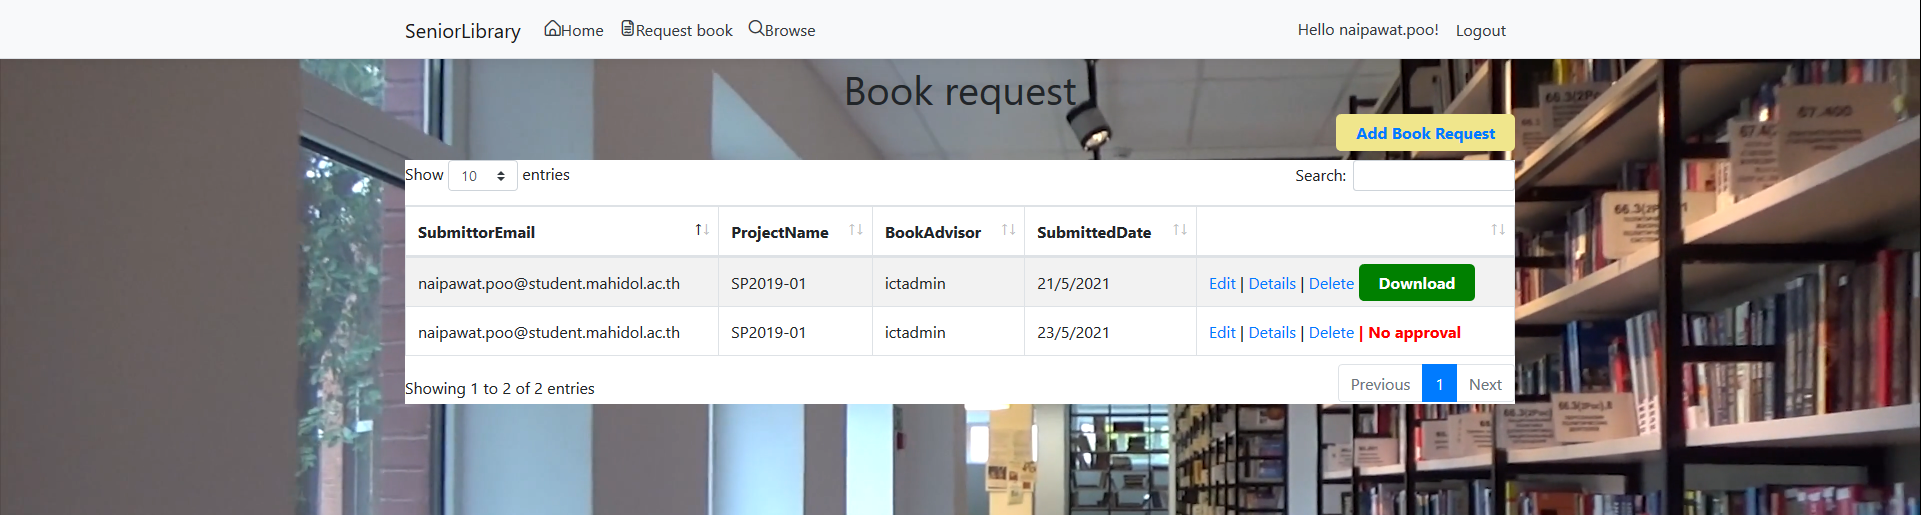 SeniorLibrary Home Request book Browse Hello naipawat.poo! Logout
Book request
Add Book Request
Show 10 entries Search:
SubmittorEmail ProjectName BookAdvisor SubmittedDate
naipawat.poo@student.mahidol.ac.th SP2019-01 ictadmin 21/5/2021 Edit | Details | Delete Download
naipawat.poo@student.mahidol.ac.th SP2019-01 ictadmin 23/5/2021 Edit | Details | Delete | No approval
Showing 1 to 2 of 2 entries Previous 1 Next
67.400